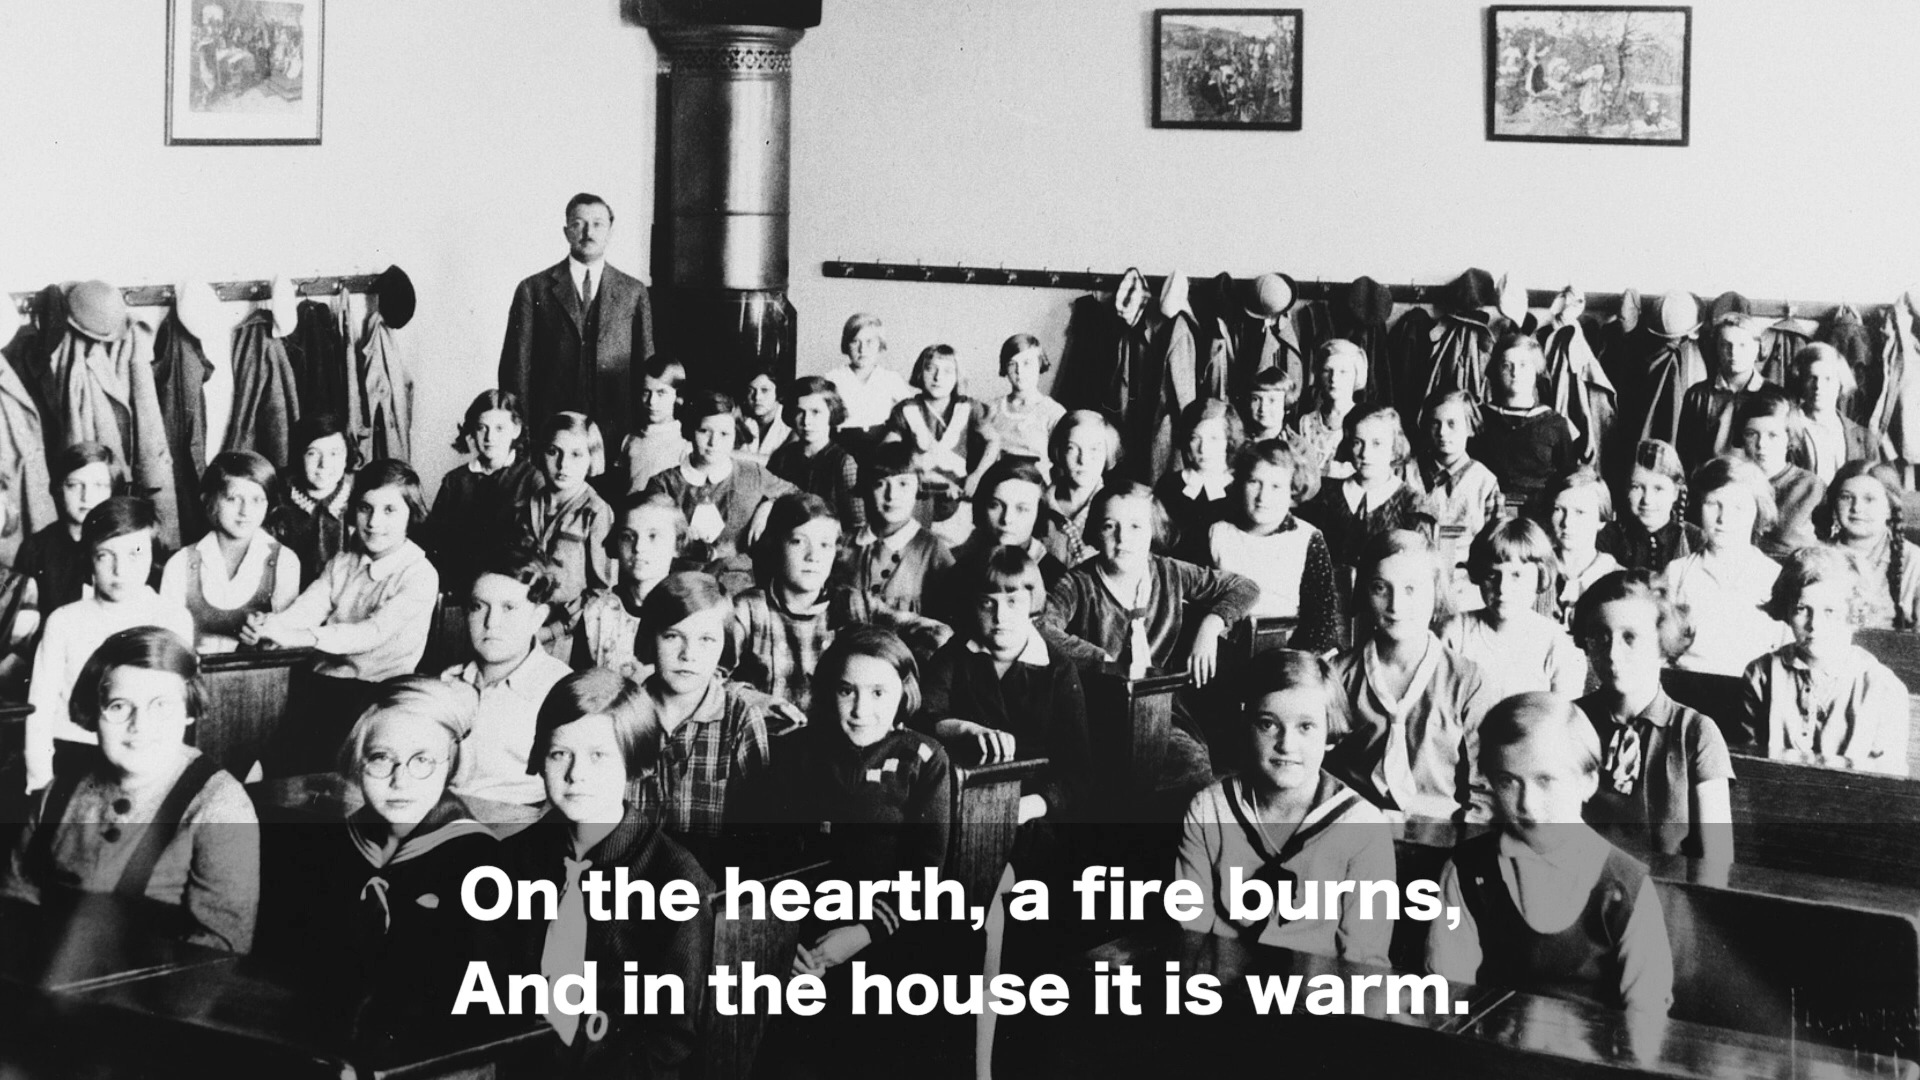 On the hearth, a fire burns,
And in the house it is warm.